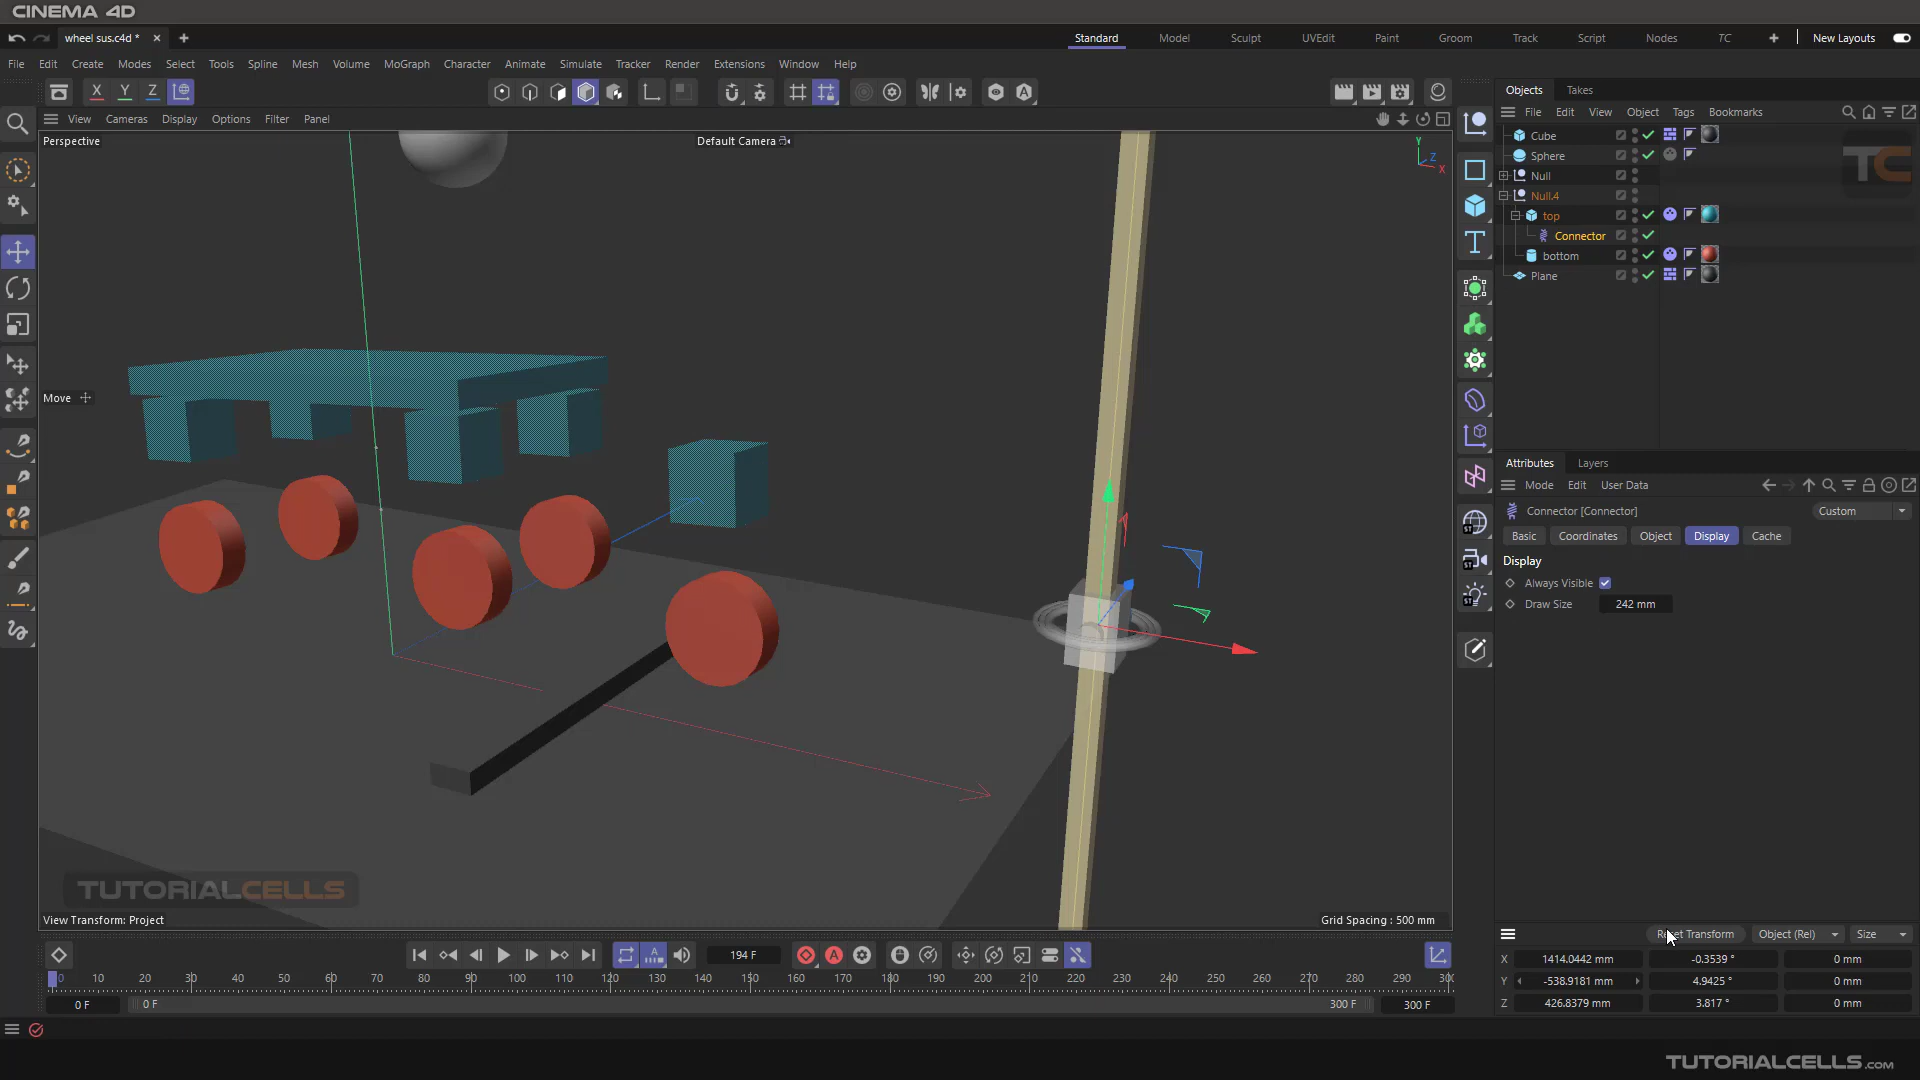 CINEMA 4D
wheel sus.c4d *
Standard
Model
Sculpt
UVEdit
Paint
Groom
Track
Script
Nodes
TC
New Layouts
File Edit Create Modes Select Tools Spline Mesh Volume MoGraph Character Animate Simulate Tracker Render Extensions Window Help
X Y Z
View Cameras Display Options Filter Panel
Perspective
Default Camera
Y
Z
X
Move
TUTORIALCELLS
View Transform: Project
Grid Spacing : 500 mm
Objects Takes
File Edit View Object Tags Bookmarks
Cube
Sphere
Null
Null.4
top
Connector
bottom
Plane
TC
Attributes Layers
Mode Edit User Data
Connector [Connector]
Custom
Basic Coordinates Object Display Cache
Display
Always Visible
Draw Size 242 mm
Reset Transform Object (Rel) Size
X 1414.0442 mm -0.3539 ° 0 mm
Y -538.9181 mm 4.9425 ° 0 mm
Z 426.8379 mm 3.817 ° 0 mm
194 F
0 10 20 30 40 50 60 70 80 90 100 110 120 130 140 150 160 170 180 190 200 210 220 230 240 250 260 270 280 290 30
0 F 0 F 300 F 300 F
TUTORIALCELLS.com